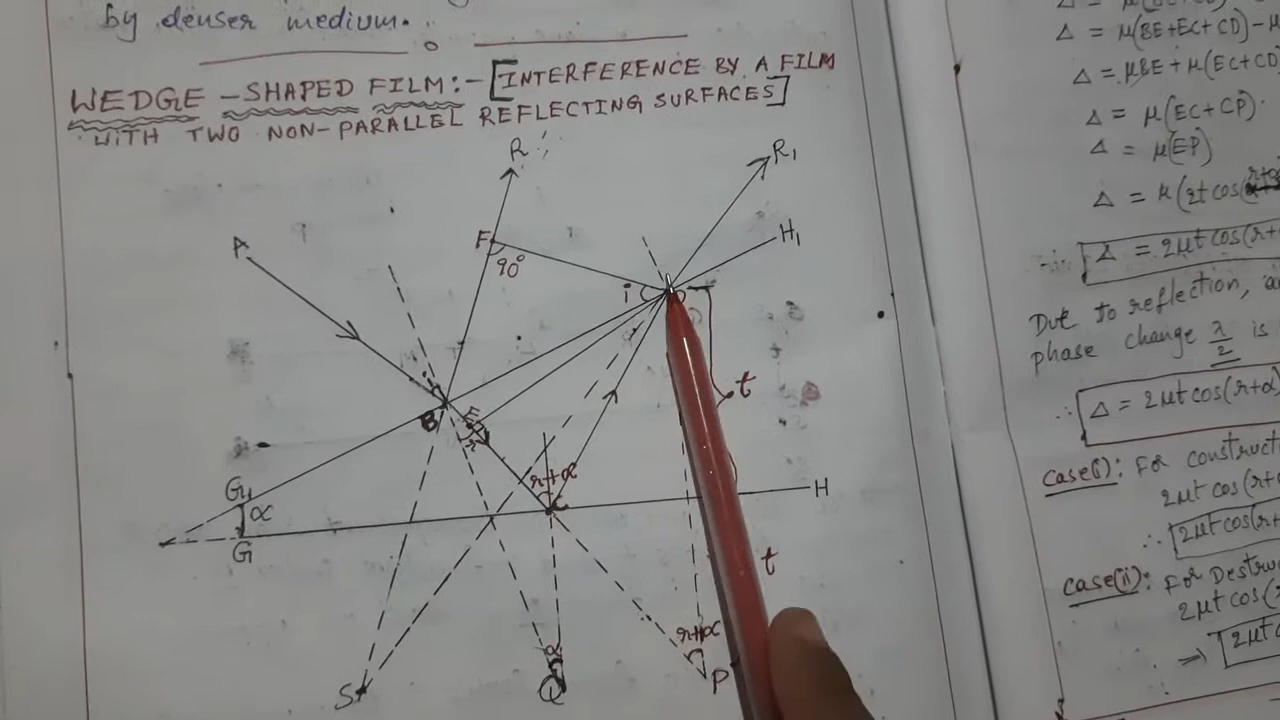 by denser medium.
WEDGE - SHAPED FILM:- [INTERFERENCE BY A FILM
WITH TWO NON-PARALLEL REFLECTING SURFACES]
R
R1
A
F
H1
90°
i
i
t
B
E
r
r+α
C
G1
α
H
G
t
r+α
S
Q
α
P
Δ = μ(BE+EC+CD)-μ
Δ = μBE + μ(EC+CD
Δ = μ(EC+CP).
Δ = μ(EP)
Δ = μ(2t cos(r+α
∴ Δ = 2μt cos(r+
Due to reflection, a
phase change λ/2 is
∴ Δ = 2μt cos(r+α)
case(i): For construct
2μt cos(r+
∴ 2μt cos(r+
case(ii): For Destru
2μt cos(
⇒ 2μt c